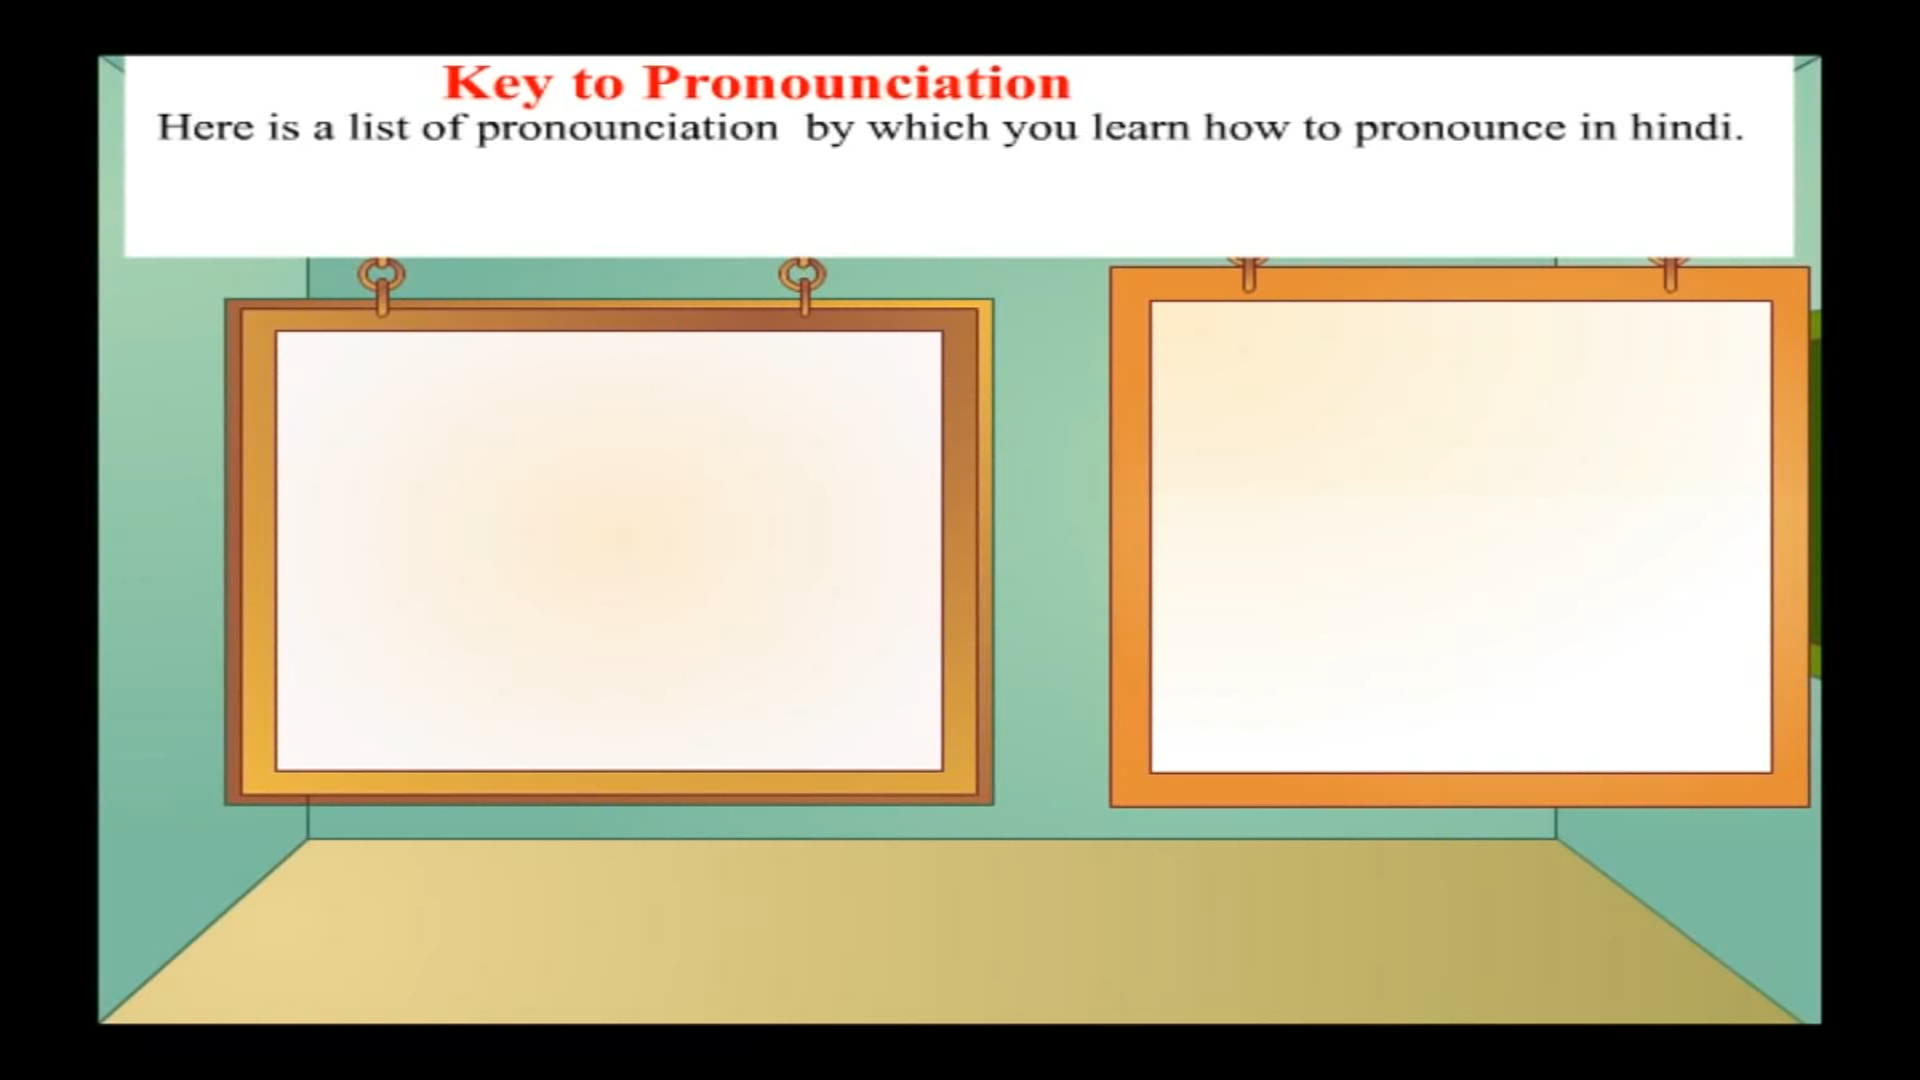 Key to Pronounciation
Here is a list of pronounciation by which you learn how to pronounce in hindi.